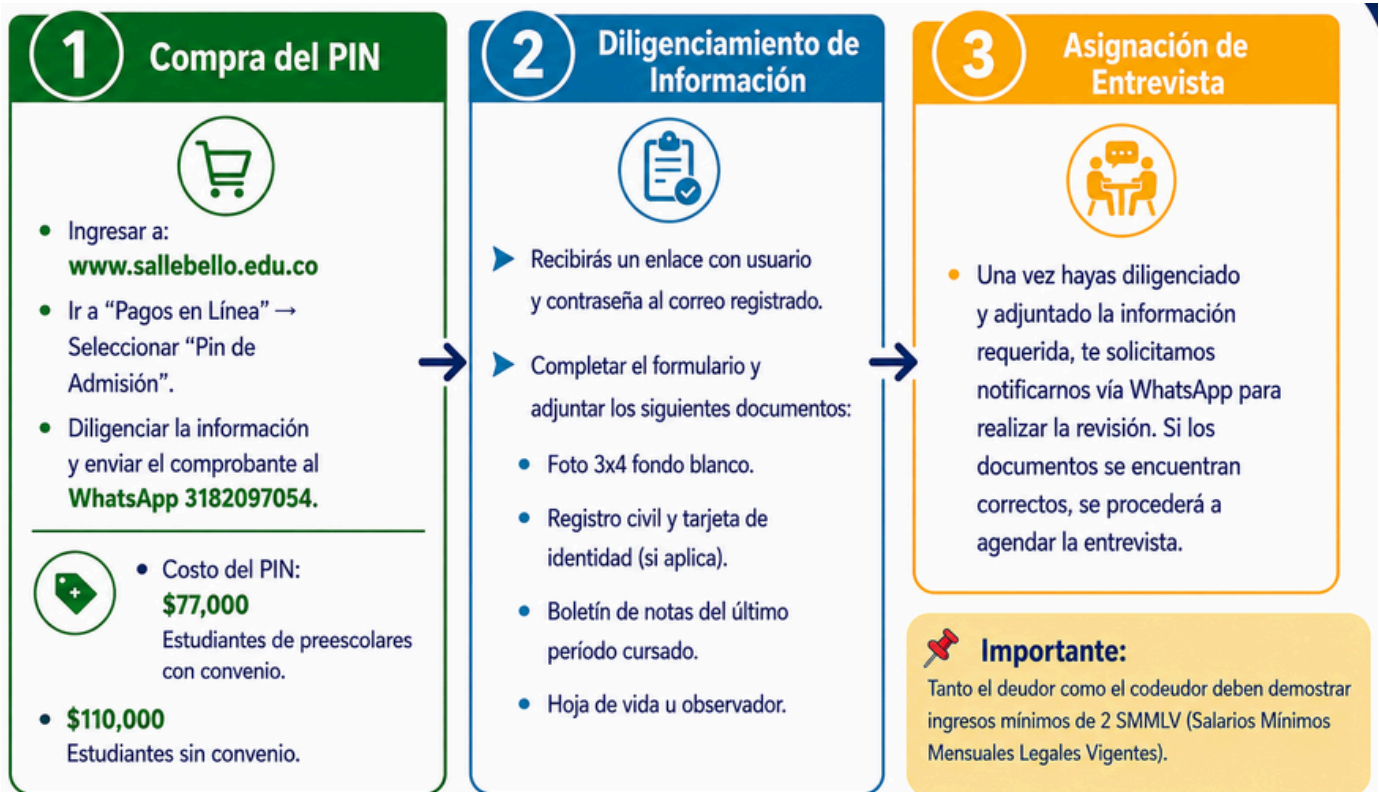 1
Compra del PIN
Ingresar a:
www.sallebello.edu.co
Ir a “Pagos en Línea” →
Seleccionar “Pin de
Admisión”.
Diligenciar la información
y enviar el comprobante al
WhatsApp 3182097054.
Costo del PIN:
$77,000
Estudiantes de preescolares
con convenio.
$110,000
Estudiantes sin convenio.
2
Diligenciamiento de
Información
Recibirás un enlace con usuario
y contraseña al correo registrado.
Completar el formulario y
adjuntar los siguientes documentos:
Foto 3x4 fondo blanco.
Registro civil y tarjeta de
identidad (si aplica).
Boletín de notas del último
período cursado.
Hoja de vida u observador.
3
Asignación de
Entrevista
Una vez hayas diligenciado
y adjuntado la información
requerida, te solicitamos
notificarnos vía WhatsApp para
realizar la revisión. Si los
documentos se encuentran
correctos, se procederá a
agendar la entrevista.
Importante:
Tanto el deudor como el codeudor deben demostrar
ingresos mínimos de 2 SMMLV (Salarios Mínimos
Mensuales Legales Vigentes).